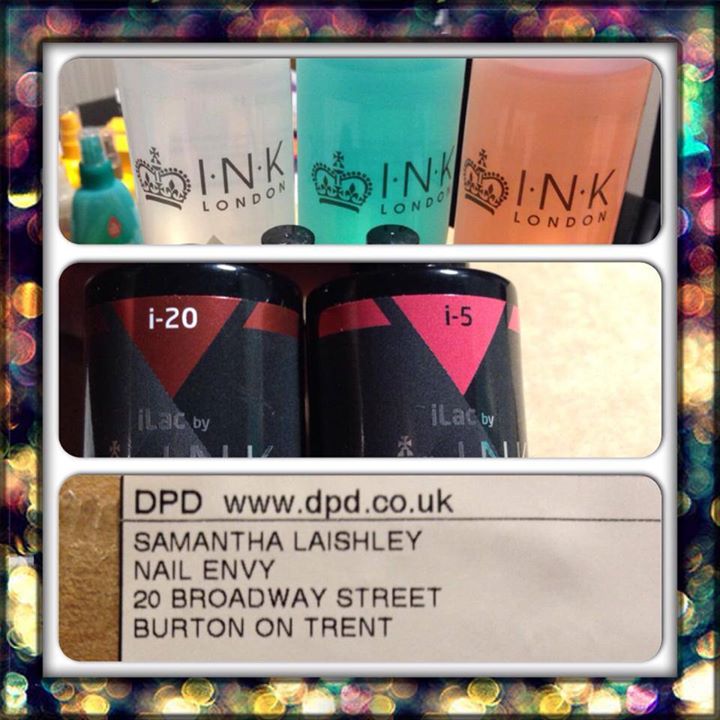 I·N·K
LONDON
I·N·K
LONDON
I·N·K
LONDON
i-20
iLac by
i-5
iLac by
DPD www.dpd.co.uk
SAMANTHA LAISHLEY
NAIL ENVY
20 BROADWAY STREET
BURTON ON TRENT